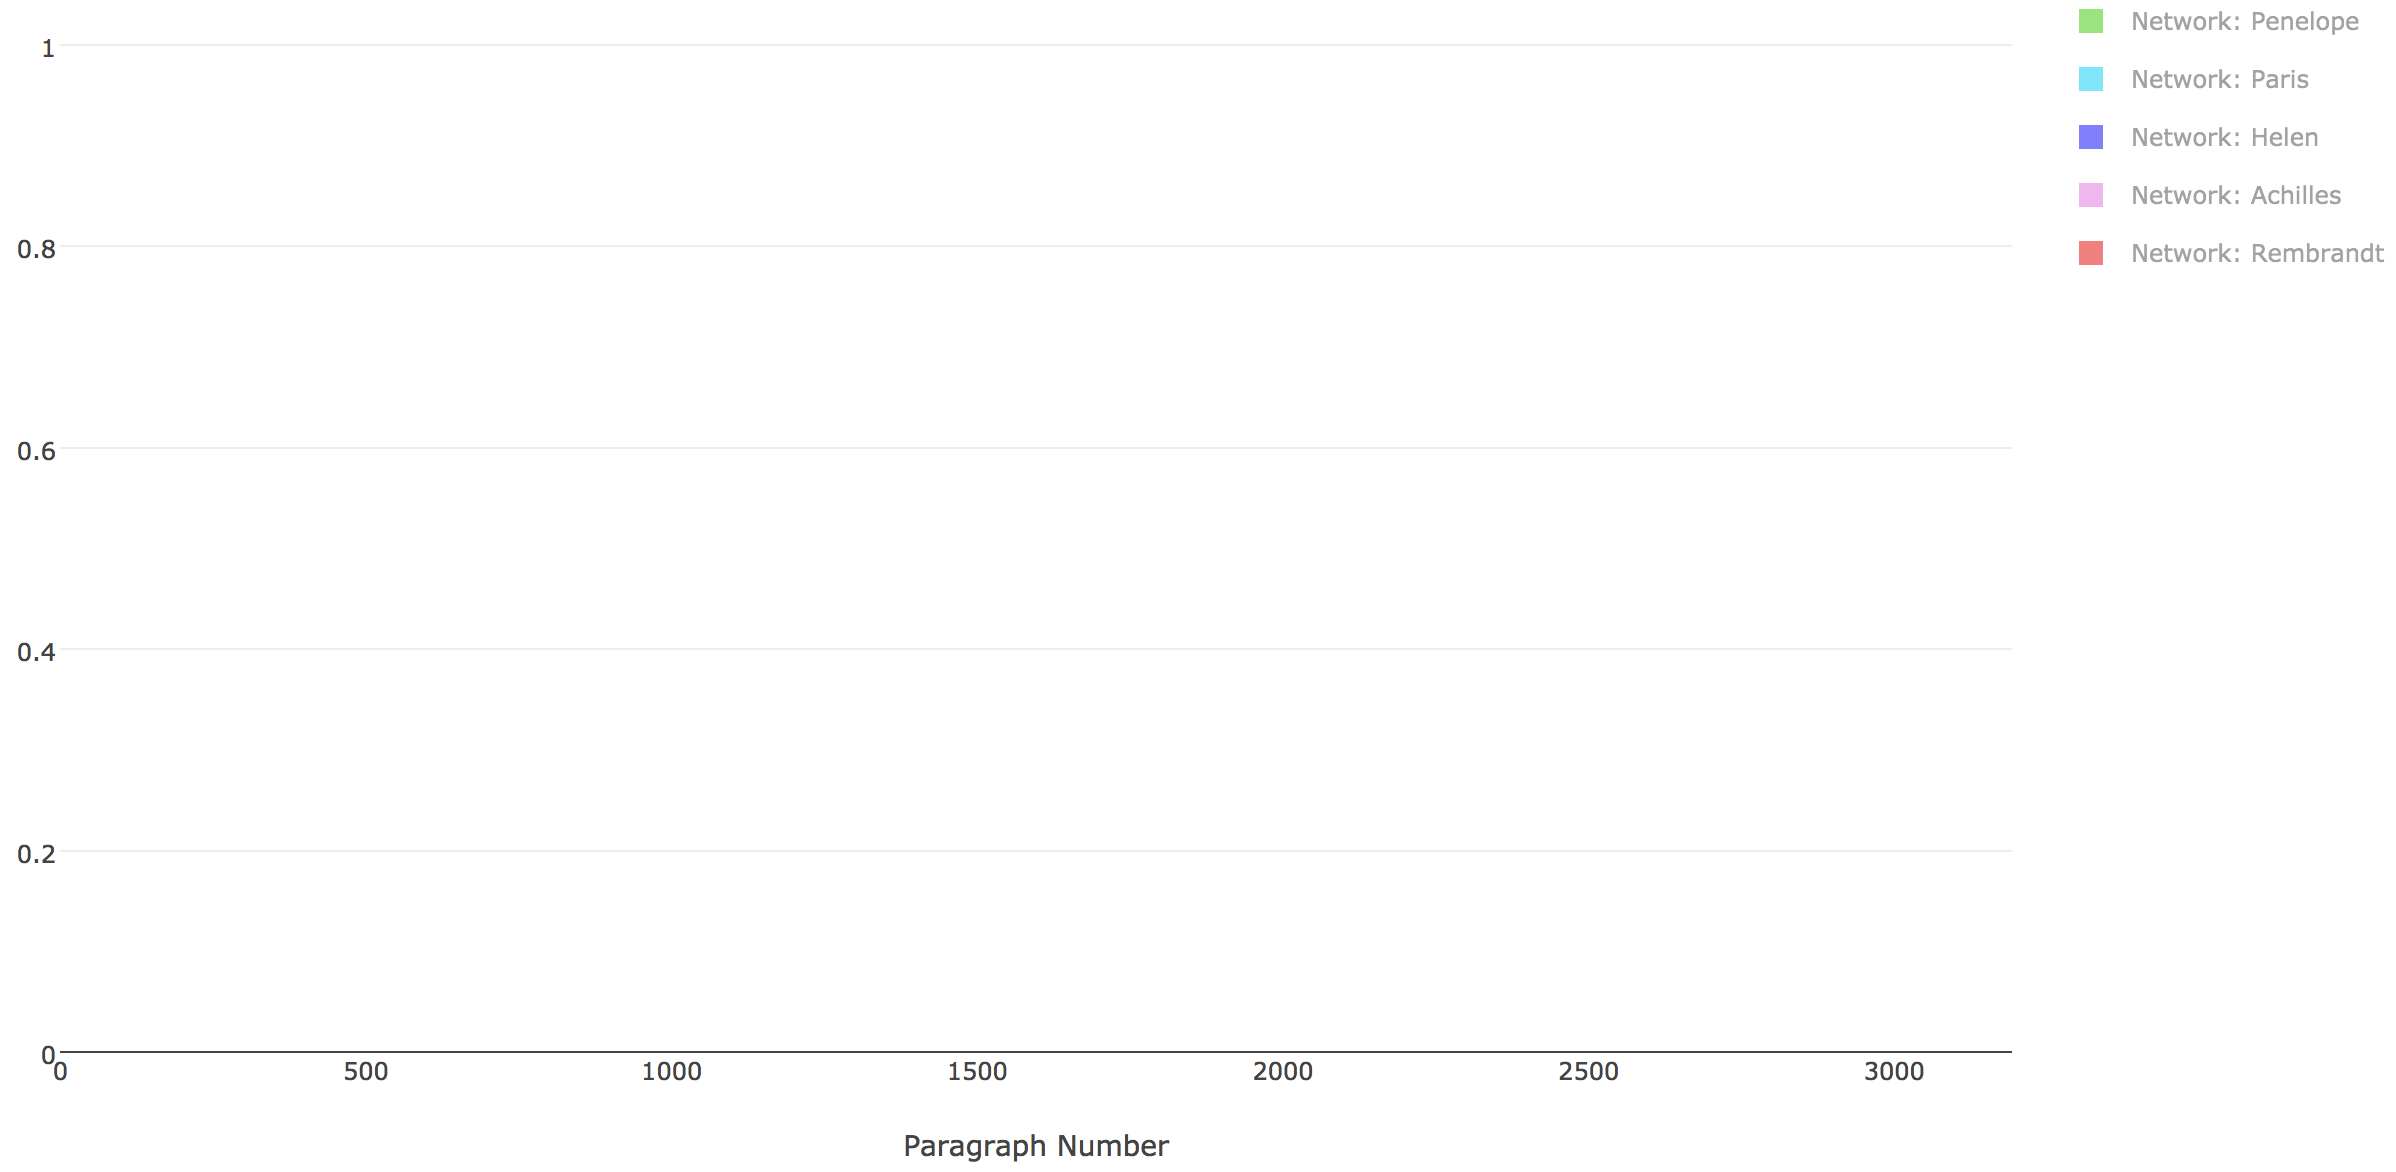 1
0.8
0.6
0.4
0.2
0
0 500 1000 1500 2000 2500 3000
Paragraph Number
Network: Penelope
Network: Paris
Network: Helen
Network: Achilles
Network: Rembrandt